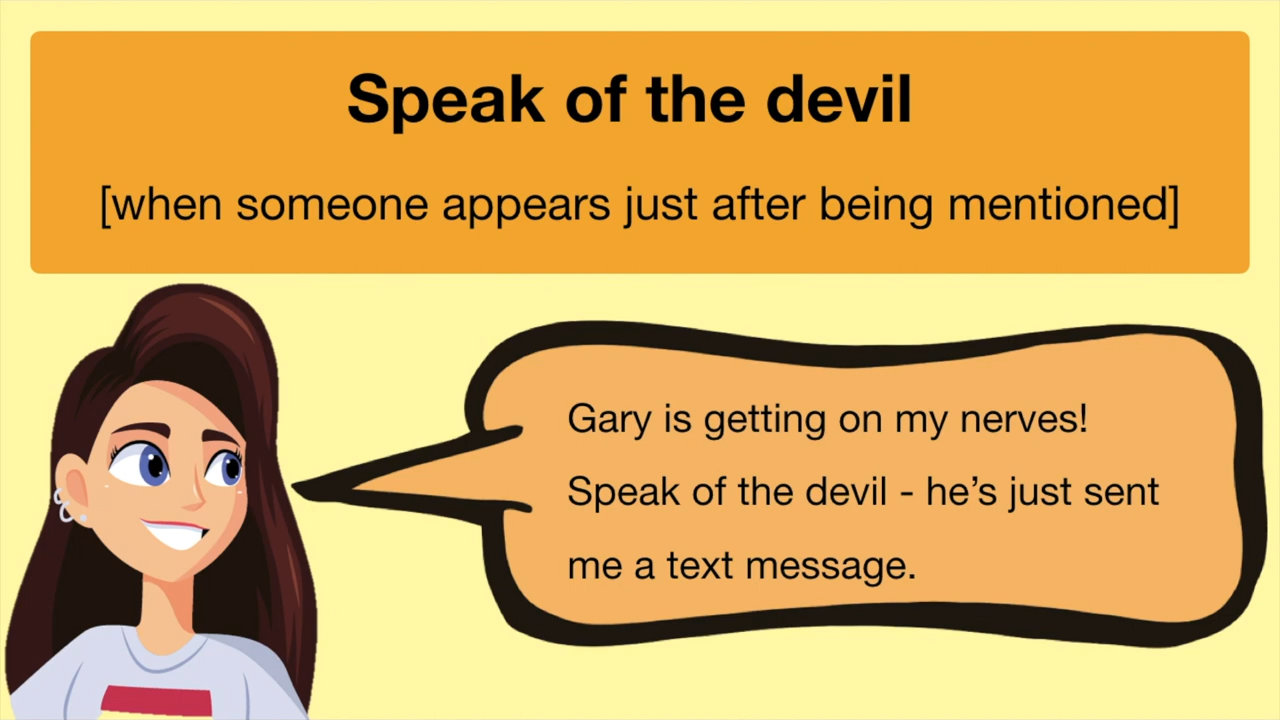 Speak of the devil
[when someone appears just after being mentioned]
Gary is getting on my nerves!
Speak of the devil - he’s just sent
me a text message.